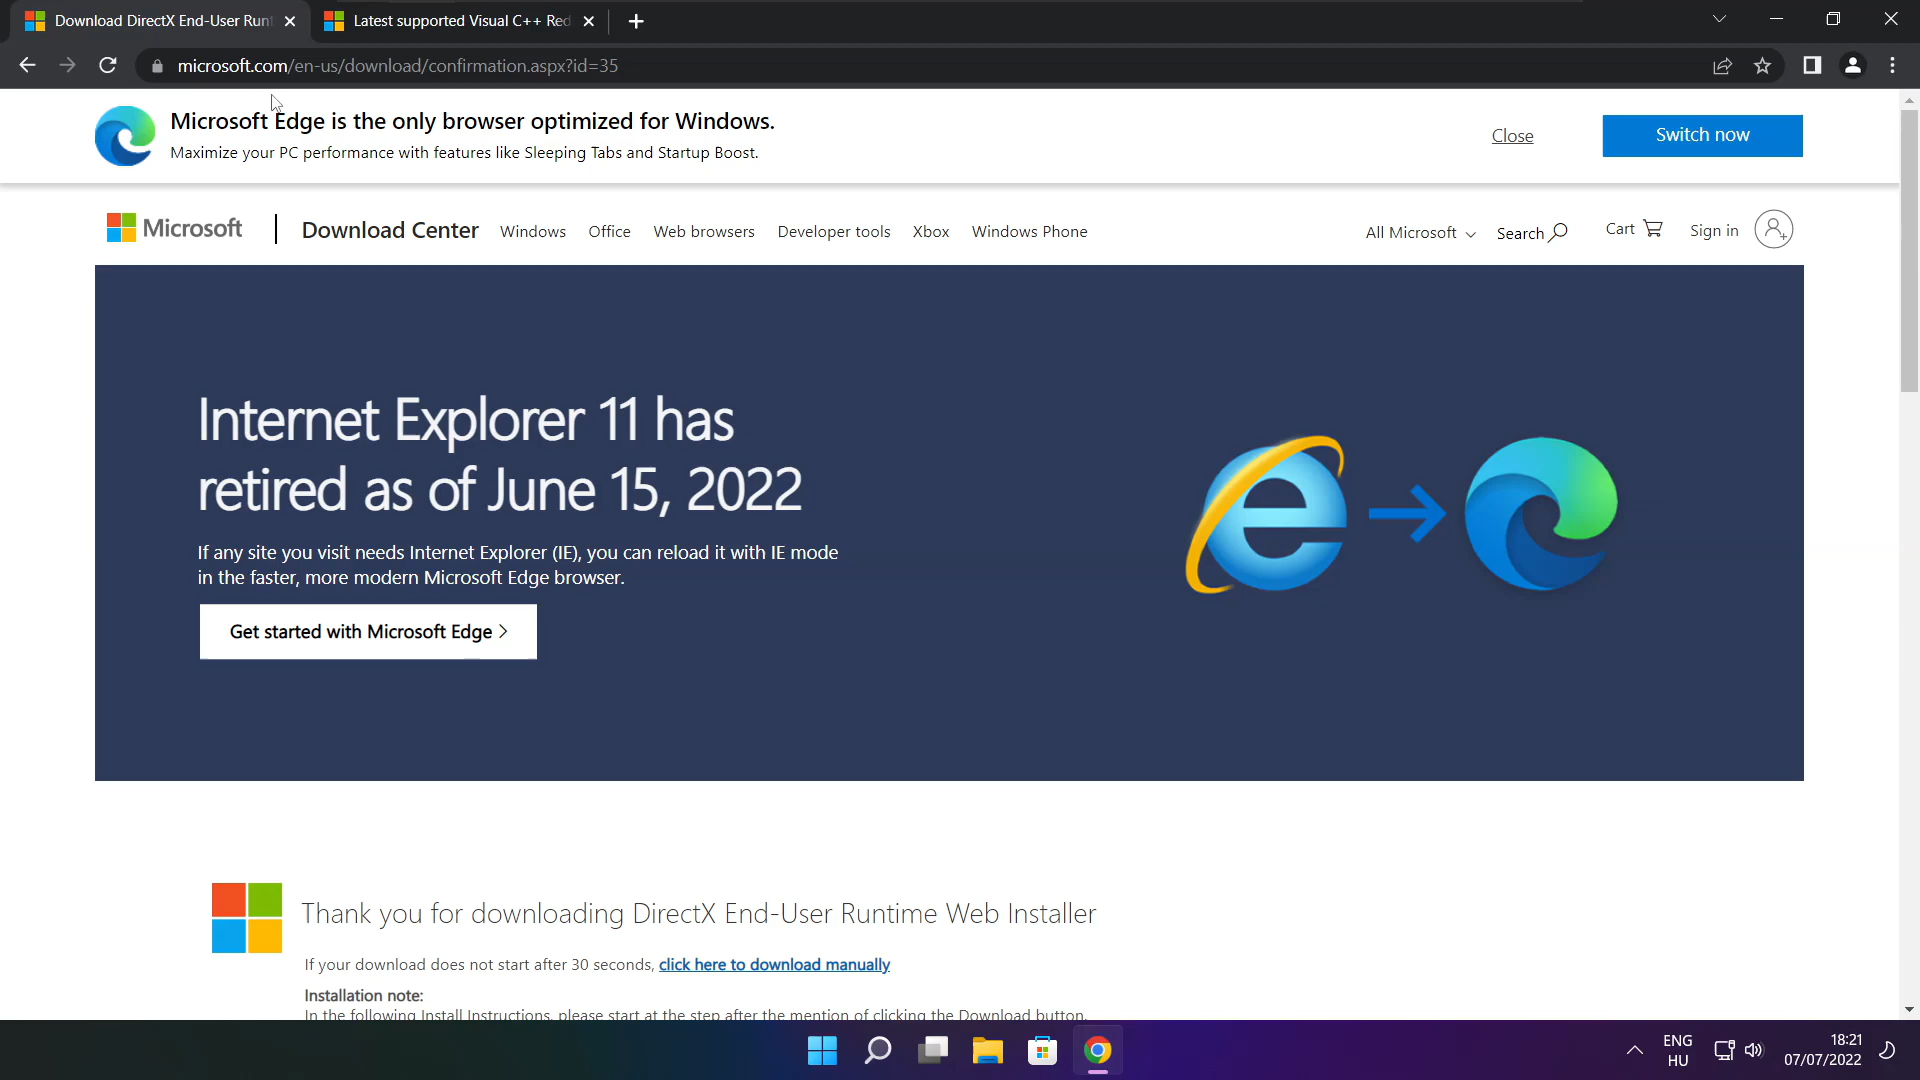 Download DirectX End-User Runt
Latest supported Visual C++ Red
microsoft.com/en-us/download/confirmation.aspx?id=35
Microsoft Edge is the only browser optimized for Windows.
Maximize your PC performance with features like Sleeping Tabs and Startup Boost.
Close
Switch now
Microsoft
Download Center
Windows
Office
Web browsers
Developer tools
Xbox
Windows Phone
All Microsoft
Search
Cart
Sign in
Internet Explorer 11 has
retired as of June 15, 2022
If any site you visit needs Internet Explorer (IE), you can reload it with IE mode
in the faster, more modern Microsoft Edge browser.
Get started with Microsoft Edge >
Thank you for downloading DirectX End-User Runtime Web Installer
If your download does not start after 30 seconds, click here to download manually
Installation note:
In the following Install Instructions, please start at the step after the mention of clicking the Download button.
ENG
HU
18:21
07/07/2022